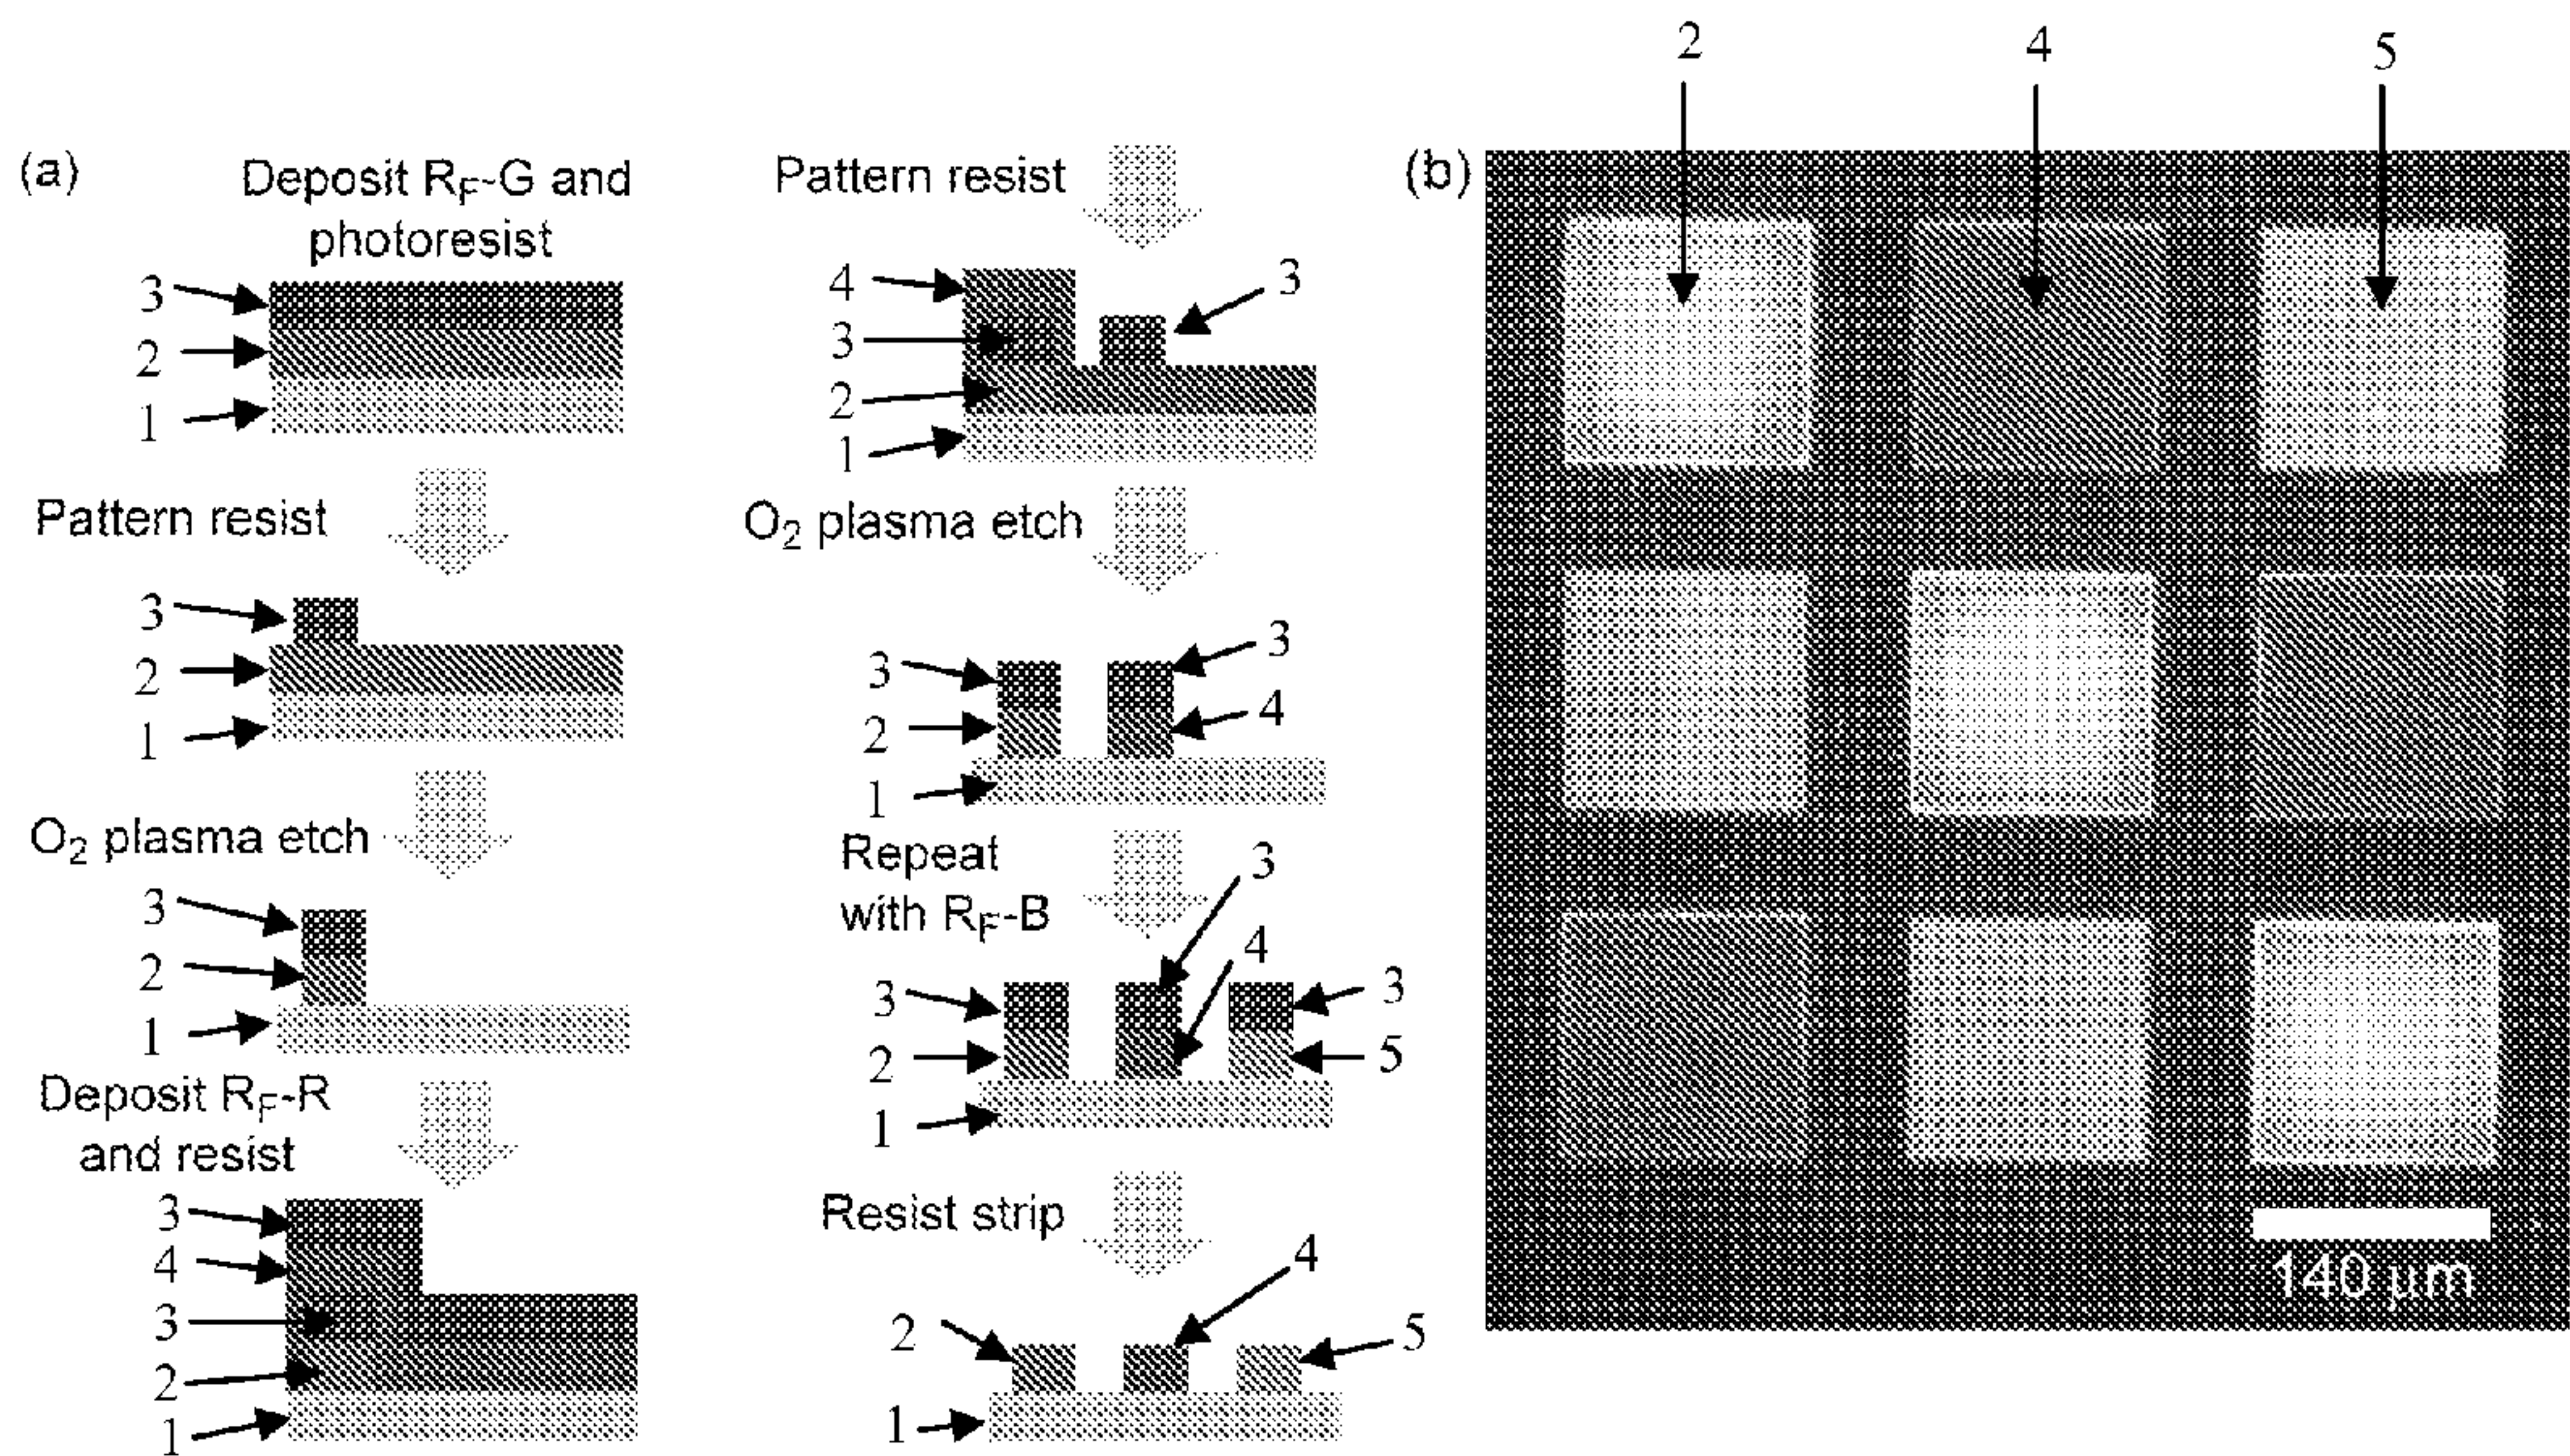 (a)
Deposit R_F-G and
photoresist
3
2
1
Pattern resist
3
2
1
O₂ plasma etch
3
2
1
Deposit R_F-R
and resist
3
4
3
2
1
Pattern resist
4
3
3
2
1
O₂ plasma etch
3
3
2
4
1
Repeat
with R_F-B
3
4
3
3
2
5
1
Resist strip
4
2
5
1
(b)
2
4
5
140 µm